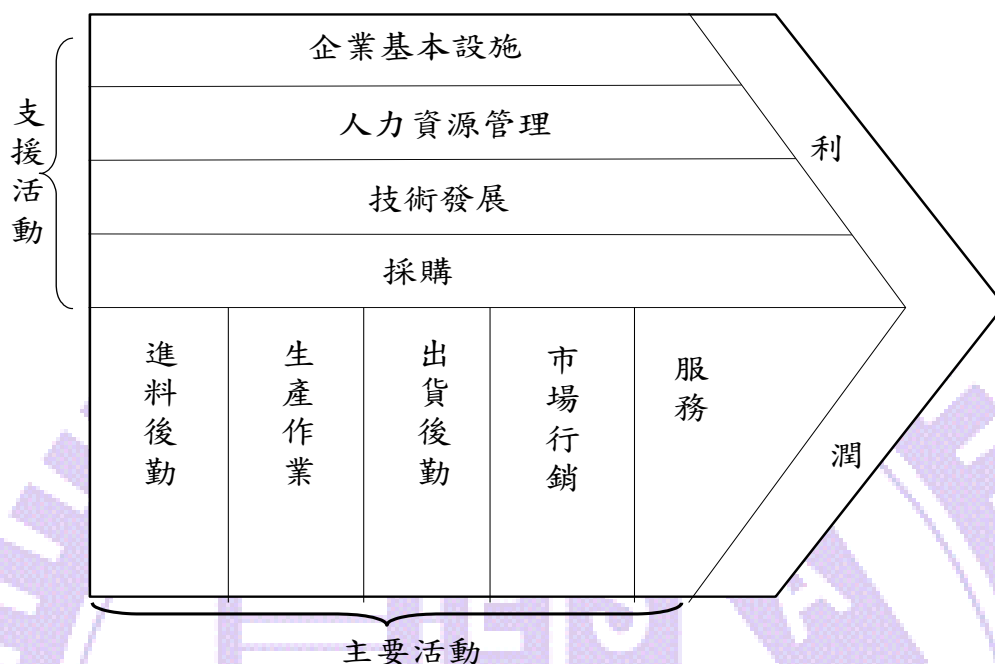 企業基本設施
人力資源管理
技術發展
採購
支援活動
進料後勤
生產作業
出貨後勤
市場行銷
服務
利潤
主要活動